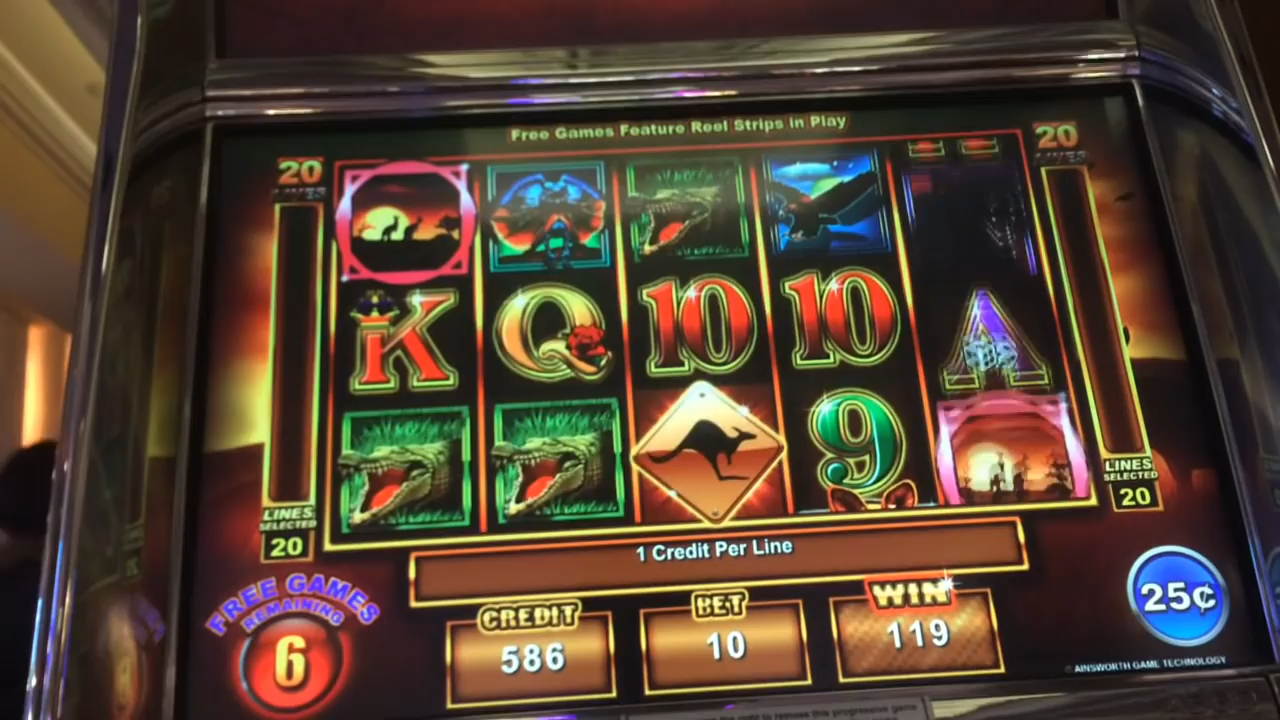 Free Games Feature Reel Strips in Play
20
LINES
20
LINES
K
Q
10
10
A
9
LINES
SELECTED
20
LINES
SELECTED
20
1 Credit Per Line
FREE GAMES
REMAINING
6
CREDIT
586
BET
10
WIN
119
25¢
AINSWORTH GAME TECHNOLOGY